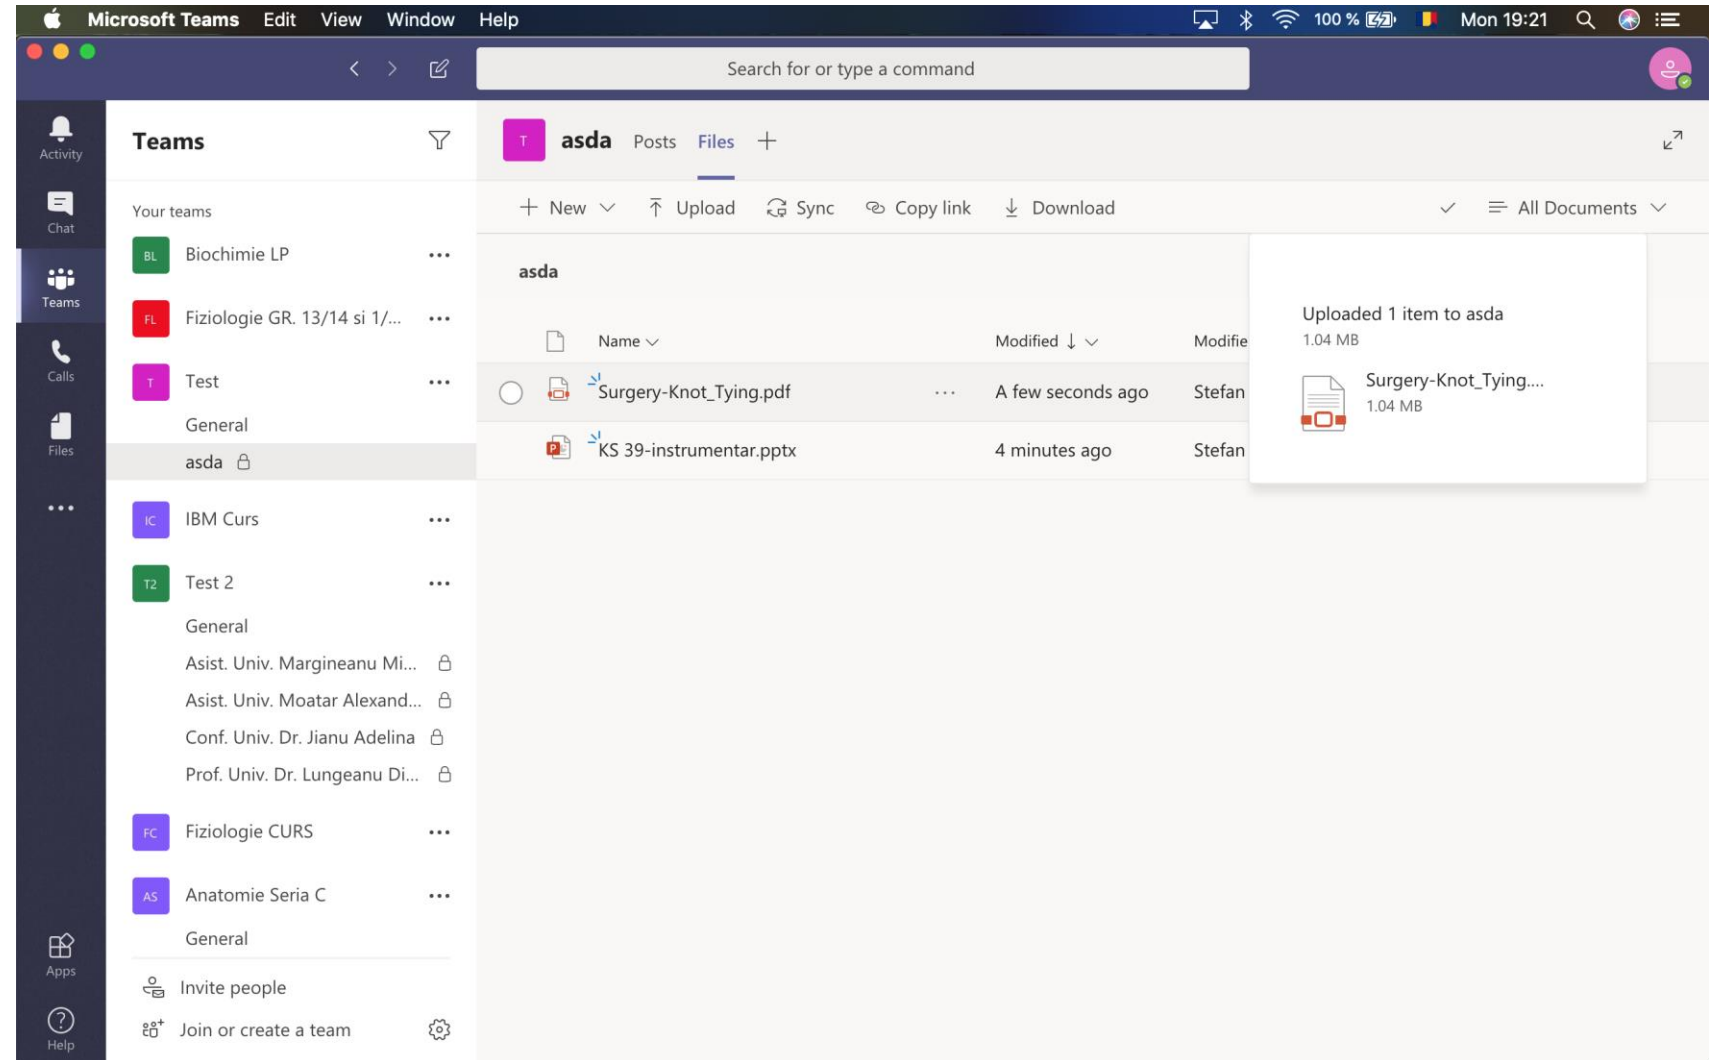 Microsoft Teams Edit View Window Help 100 % Mon 19:21
Search for or type a command
Activity
Chat
Teams
Calls
Files
Apps
Help
Teams
Your teams
BL Biochimie LP
FL Fiziologie GR. 13/14 si 1/...
T Test
General
asda
IC IBM Curs
T2 Test 2
General
Asist. Univ. Margineanu Mi...
Asist. Univ. Moatar Alexand...
Conf. Univ. Dr. Jianu Adelina
Prof. Univ. Dr. Lungeanu Di...
FC Fiziologie CURS
AS Anatomie Seria C
General
Invite people
Join or create a team
T asda Posts Files
New Upload Sync Copy link Download All Documents
asda
Name Modified Modifie
Surgery-Knot_Tying.pdf A few seconds ago Stefan
KS 39-instrumentar.pptx 4 minutes ago Stefan
Uploaded 1 item to asda
1.04 MB
Surgery-Knot_Tying....
1.04 MB